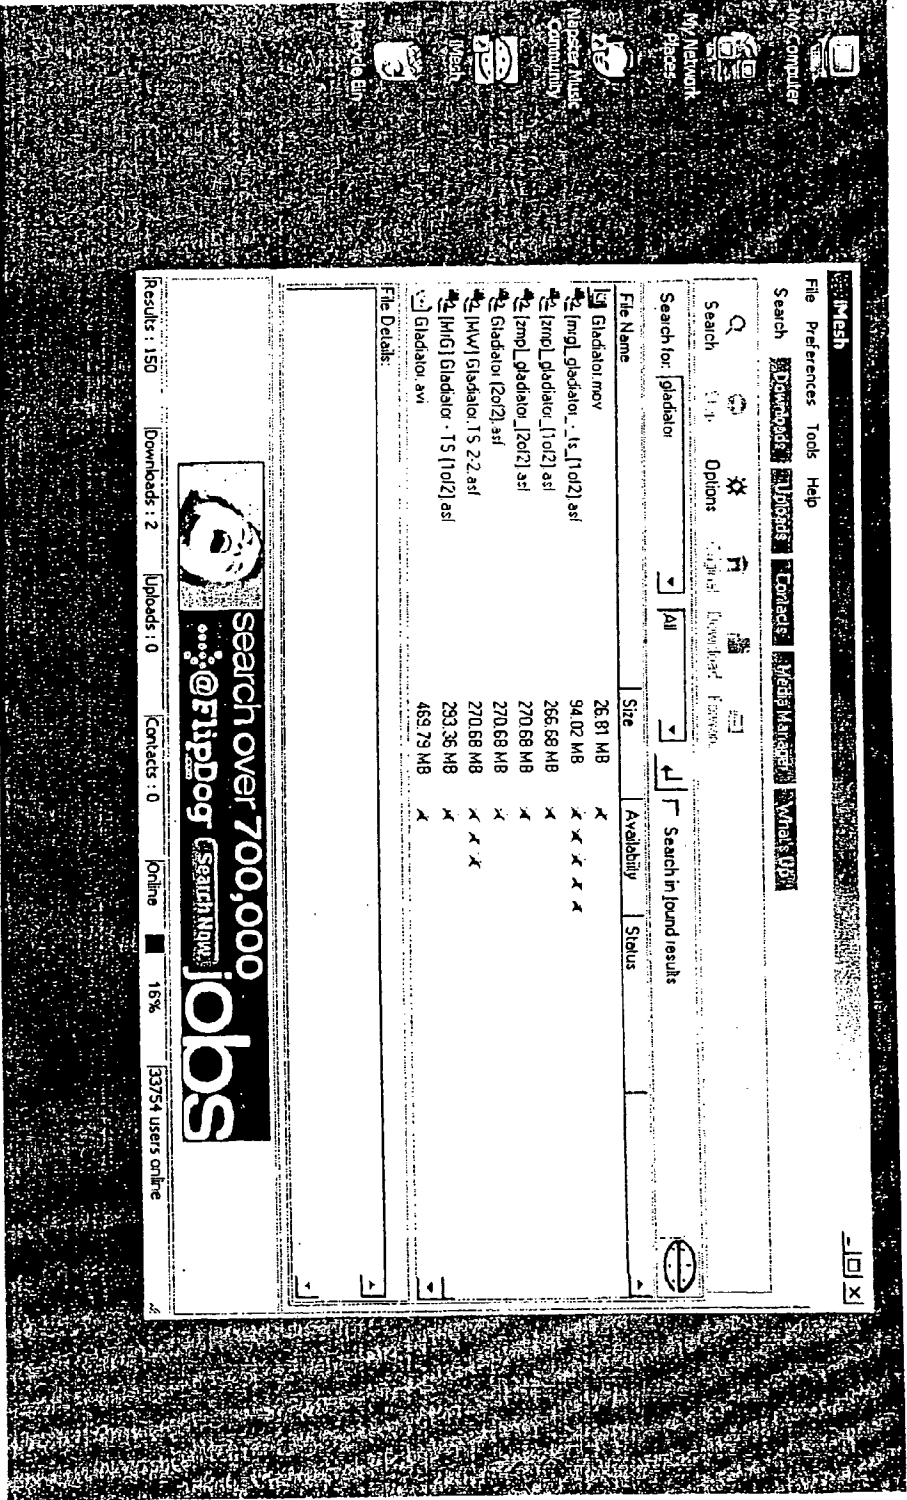 My Computer
My Network
Places
Napster Music
Community
iMesh
Recycle Bin
iMesh
File Preferences Tools Help
Search Downloads Uploads Contacts Media Manager What's Up?
Search Stop Options Download
Search for: gladiator All Search in found results
File Name Size Availability Status
Gladiator.mov 26.81 MB
[mrg]_gladiator_-_ts_[1of2].asf 94.02 MB
[zmp]_gladiator_[1of2].asf 266.68 MB
[zmp]_gladiator_[2of2].asf 270.68 MB
Gladiator [2of2].asf 270.68 MB
[MW] Gladiator.TS 2-2.asf 270.68 MB
[MrG] Gladiator - TS [1of2].asf 293.36 MB
Gladiator.avi 469.79 MB
File Details:
search over 700,000 jobs
@FlipDog
.com
Search Now
Results : 150 Downloads : 2 Uploads : 0 Contacts : 0 Online 16% 33754 users online